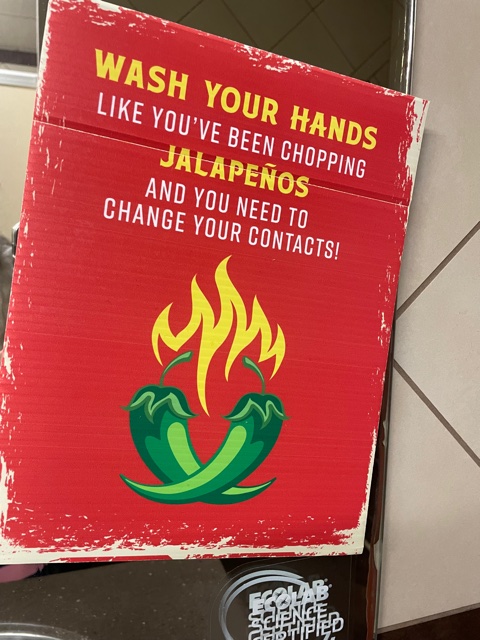 WASH YOUR HANDS
LIKE YOU'VE BEEN CHOPPING
JALAPEÑOS
AND YOU NEED TO
CHANGE YOUR CONTACTS!
ECOLAB
SCIENCE
CERTIFIED